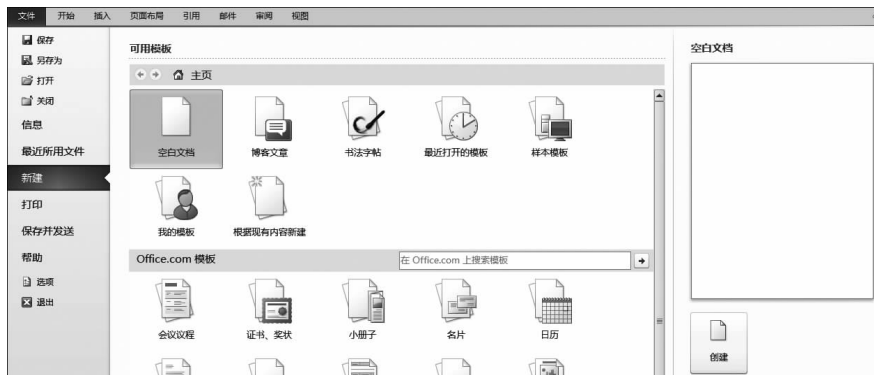 文件 开始 插入 页面布局 引用 邮件 审阅 视图
保存
另存为
打开
关闭
信息
最近所用文件
新建
打印
保存并发送
帮助
选项
退出
可用模板
主页
空白文档 博客文章 书法字帖 最近打开的模板 样本模板
我的模板 根据现有内容新建
Office.com 模板 在 Office.com 上搜索模板
会议议程 证书、奖状 小册子 名片 日历
空白文档
创建